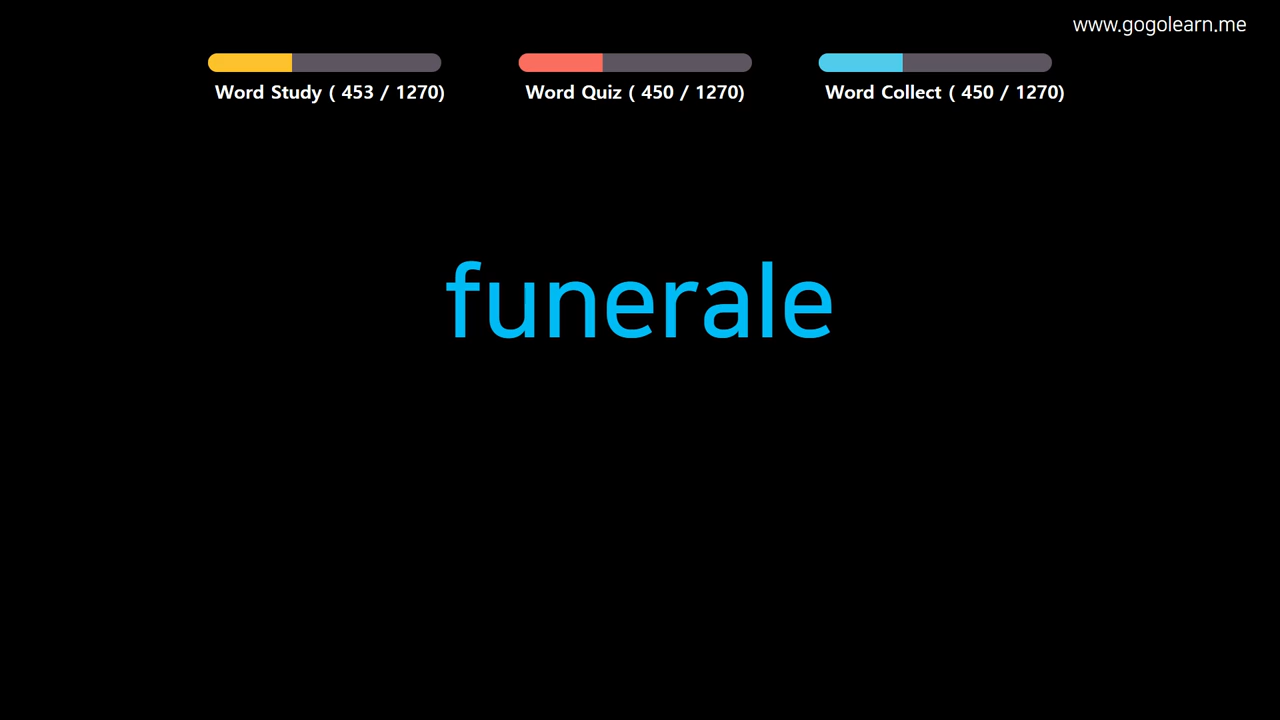 www.gogolearn.me
Word Study ( 453 / 1270)
Word Quiz ( 450 / 1270)
Word Collect ( 450 / 1270)
funerale